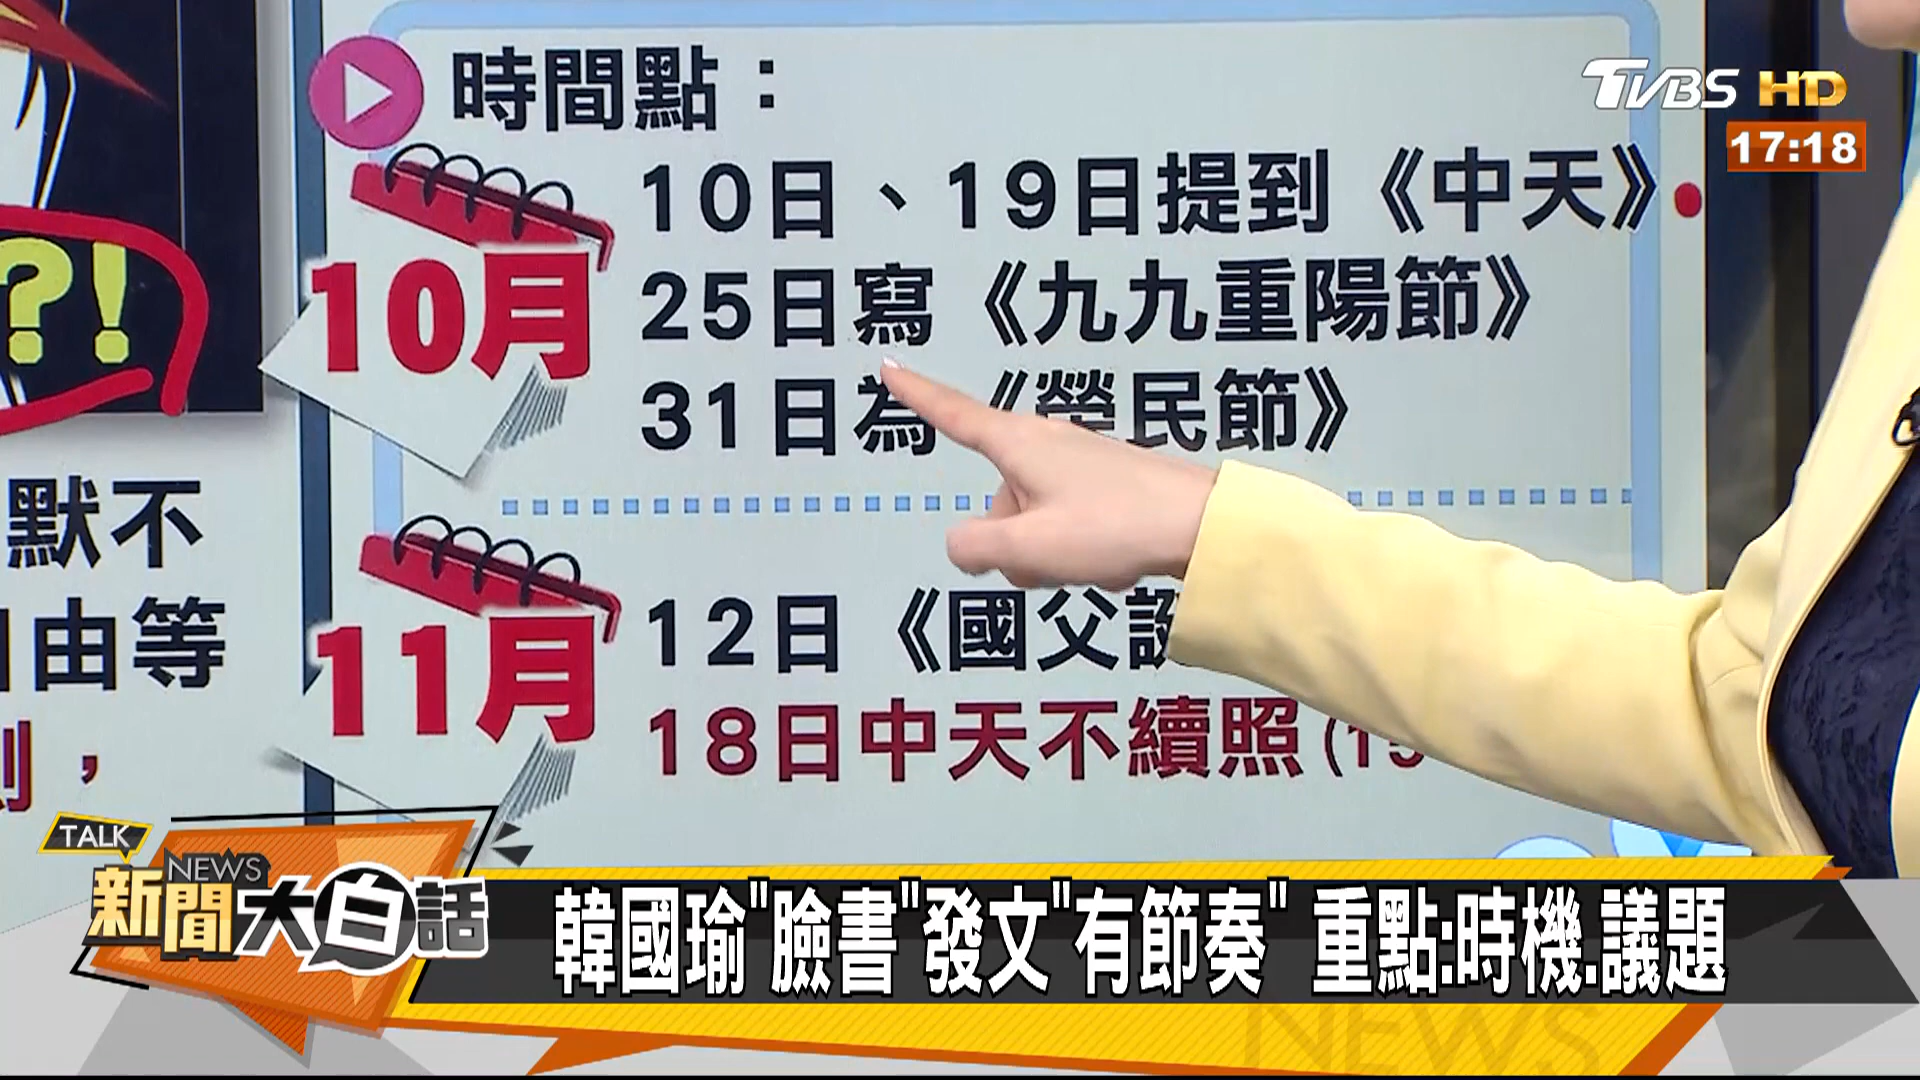 時間點：
TVBS HD
17:18
10月
10日、19日提到《中天》
25日寫《九九重陽節》
31日為《榮民節》
?!
默不
由等
，
11月
12日《國父
18日中天不續照(15
TALK
NEWS
新聞大白話
韓國瑜"臉書"發文"有節奏" 重點:時機.議題
NEWS